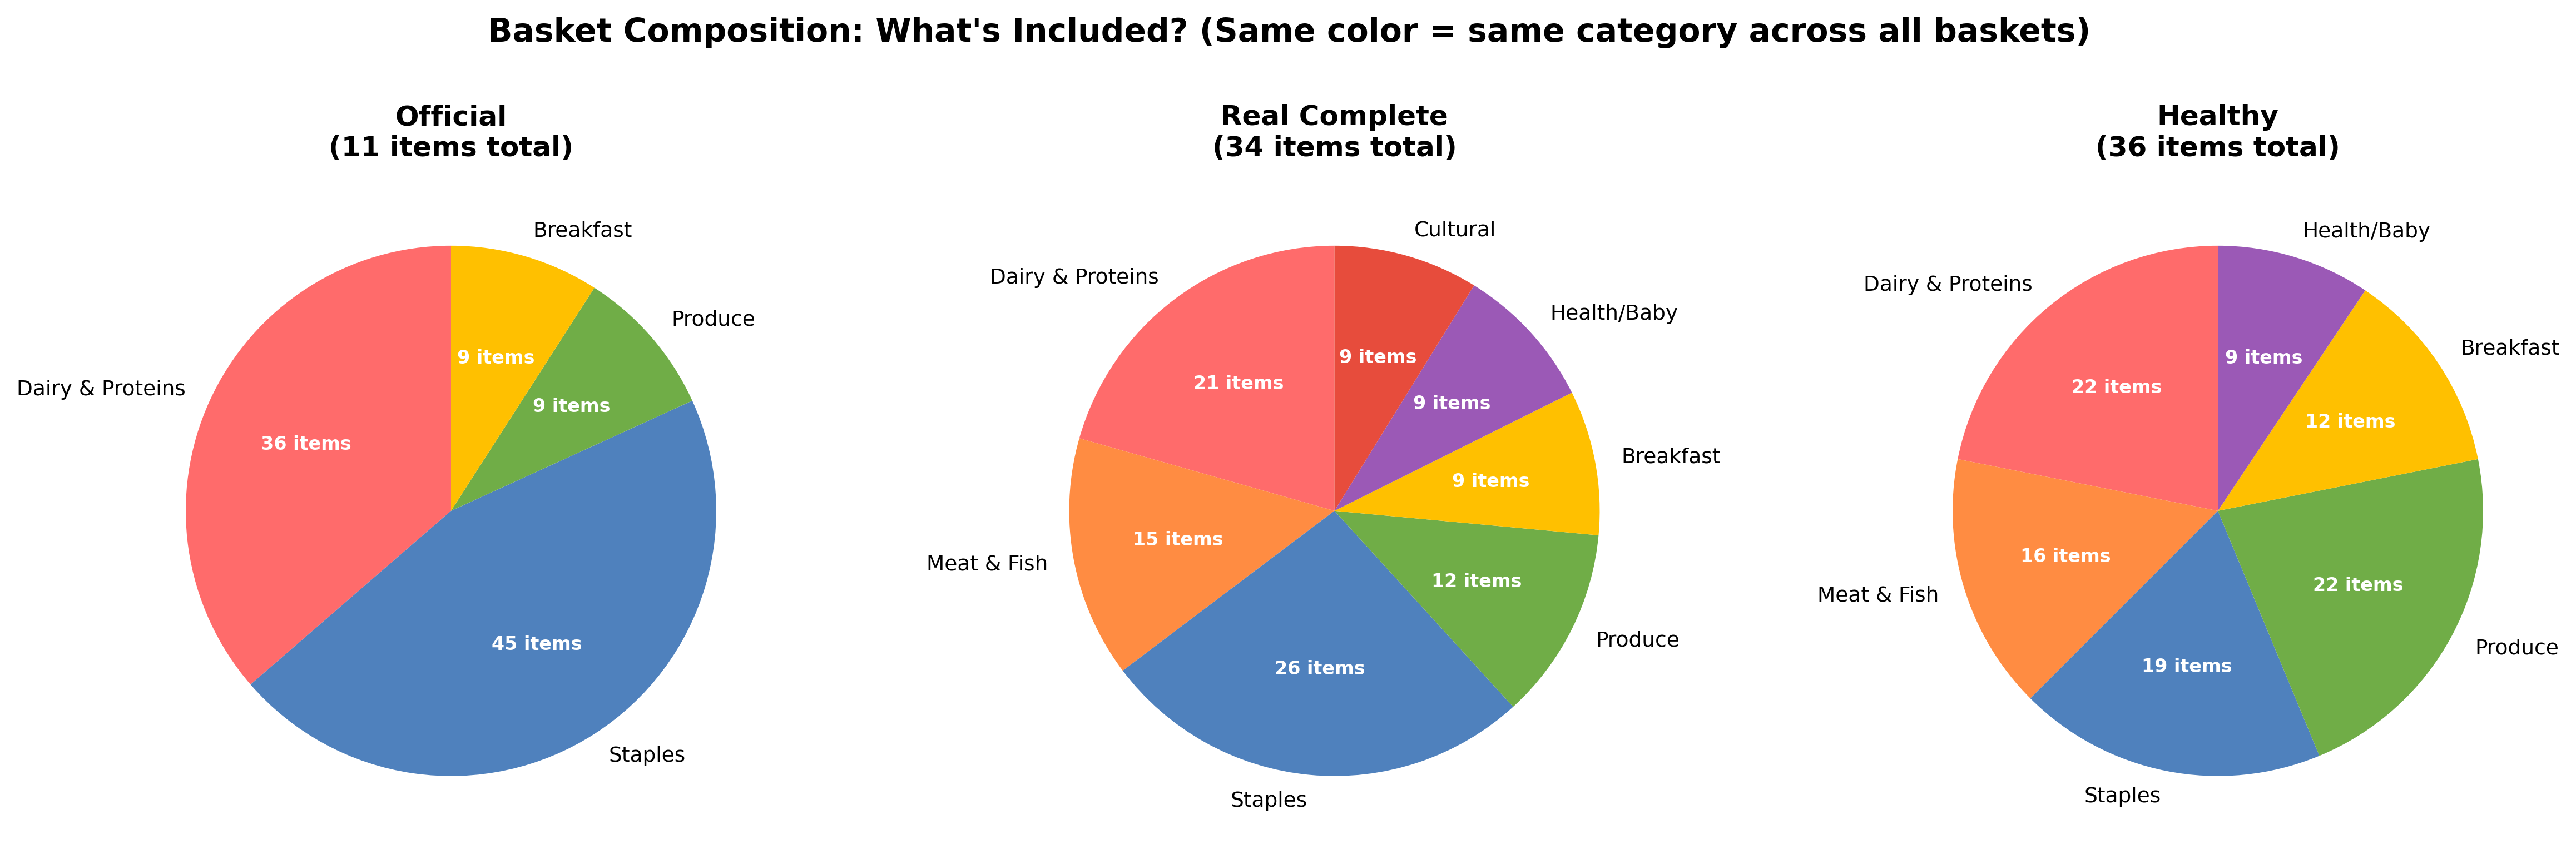 Basket Composition: What's Included? (Same color = same category across all baskets)
Official
(11 items total)
Breakfast
Produce
Dairy & Proteins
9 items
9 items
36 items
45 items
Staples
Real Complete
(34 items total)
Cultural
Dairy & Proteins
Health/Baby
9 items
21 items
9 items
Breakfast
9 items
15 items
Meat & Fish
12 items
Produce
26 items
Staples
Healthy
(36 items total)
Health/Baby
Dairy & Proteins
Breakfast
9 items
22 items
12 items
16 items
Meat & Fish
22 items
Produce
19 items
Staples